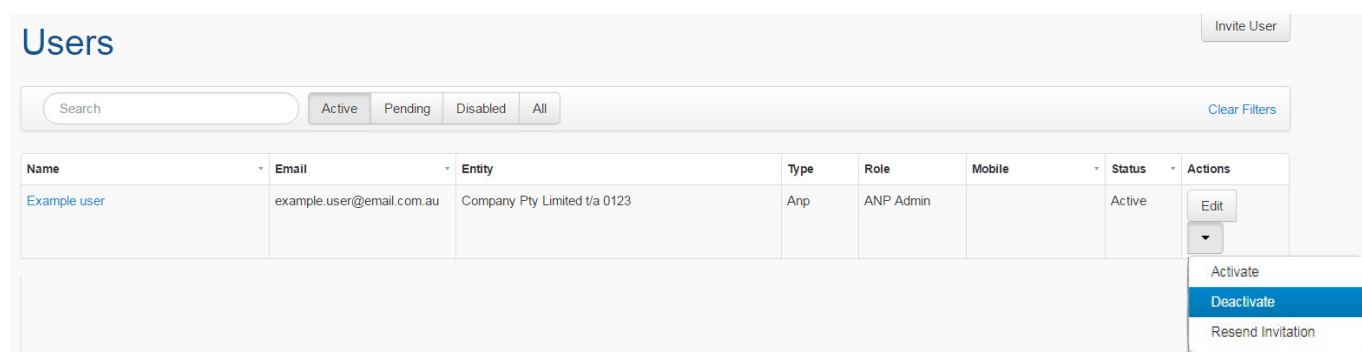 Invite User
Users
Search Active Pending Disabled All Clear Filters
Name Email Entity Type Role Mobile Status Actions
Example user example.user@email.com.au Company Pty Limited t/a 0123 Anp ANP Admin Active Edit
Activate
Deactivate
Resend Invitation